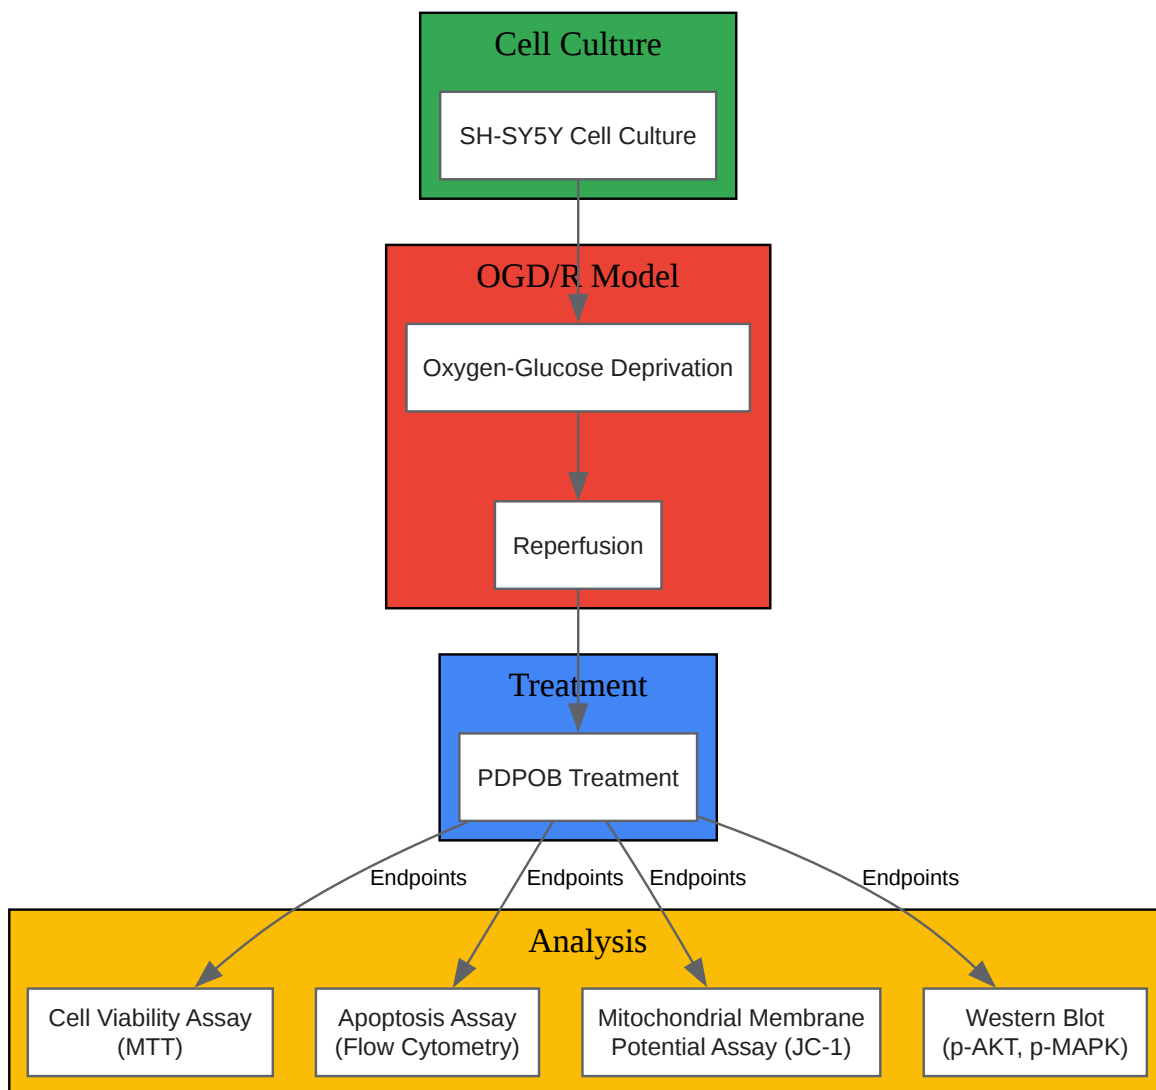 Cell Culture
SH-SY5Y Cell Culture
OGD/R Model
Oxygen-Glucose Deprivation
Reperfusion
Treatment
PDPOB Treatment
Endpoints
Endpoints
Endpoints
Endpoints
Analysis
Cell Viability Assay
(MTT)
Apoptosis Assay
(Flow Cytometry)
Mitochondrial Membrane
Potential Assay (JC-1)
Western Blot
(p-AKT, p-MAPK)